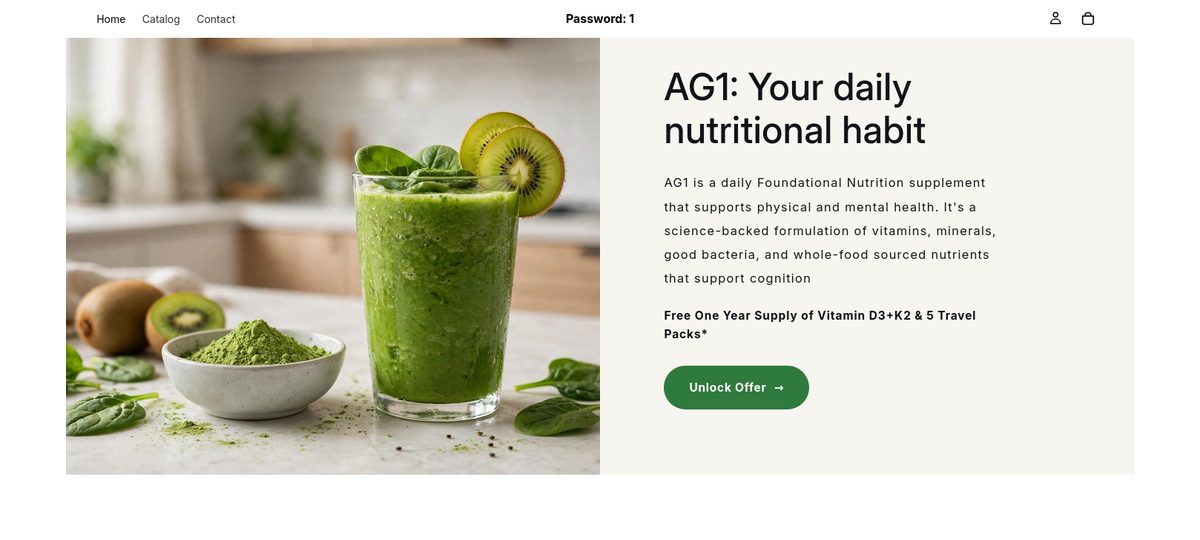 Home Catalog Contact Password: 1
AG1: Your daily
nutritional habit
AG1 is a daily Foundational Nutrition supplement
that supports physical and mental health. It's a
science-backed formulation of vitamins, minerals,
good bacteria, and whole-food sourced nutrients
that support cognition
Free One Year Supply of Vitamin D3+K2 & 5 Travel
Packs*
Unlock Offer →